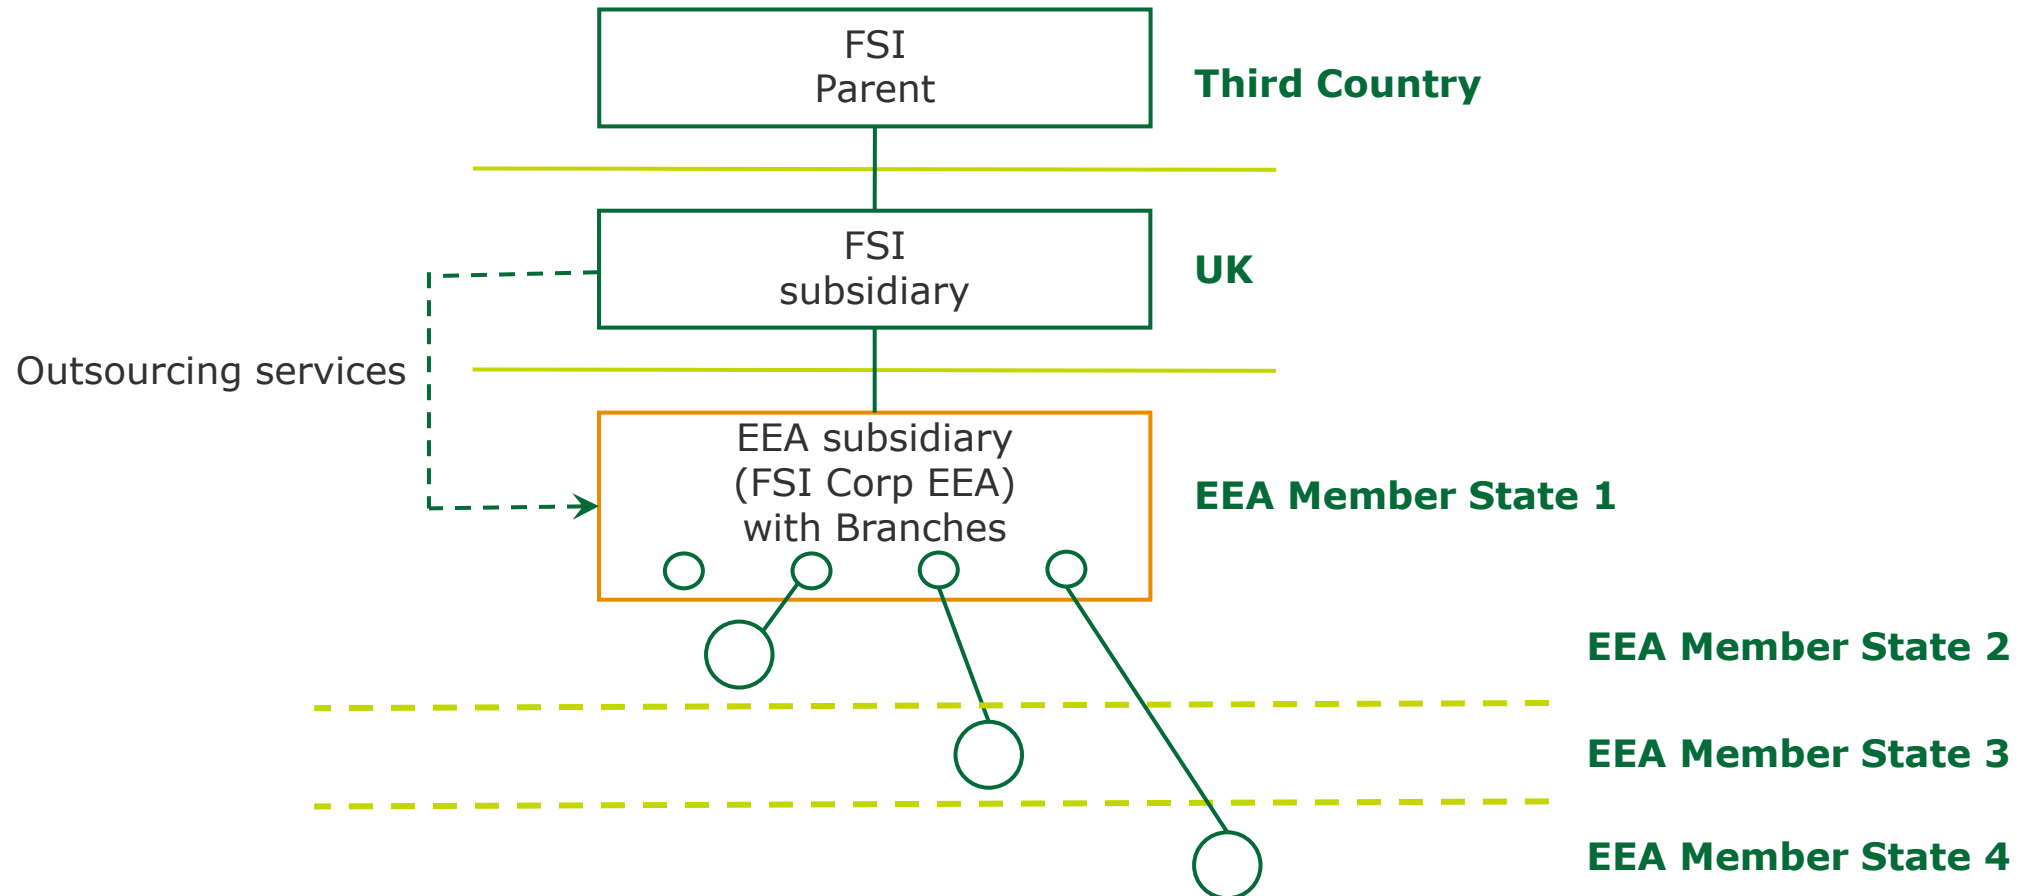 FSI
Parent
Third Country
FSI
subsidiary
UK
Outsourcing services
EEA subsidiary
(FSI Corp EEA)
with Branches
EEA Member State 1
EEA Member State 2
EEA Member State 3
EEA Member State 4